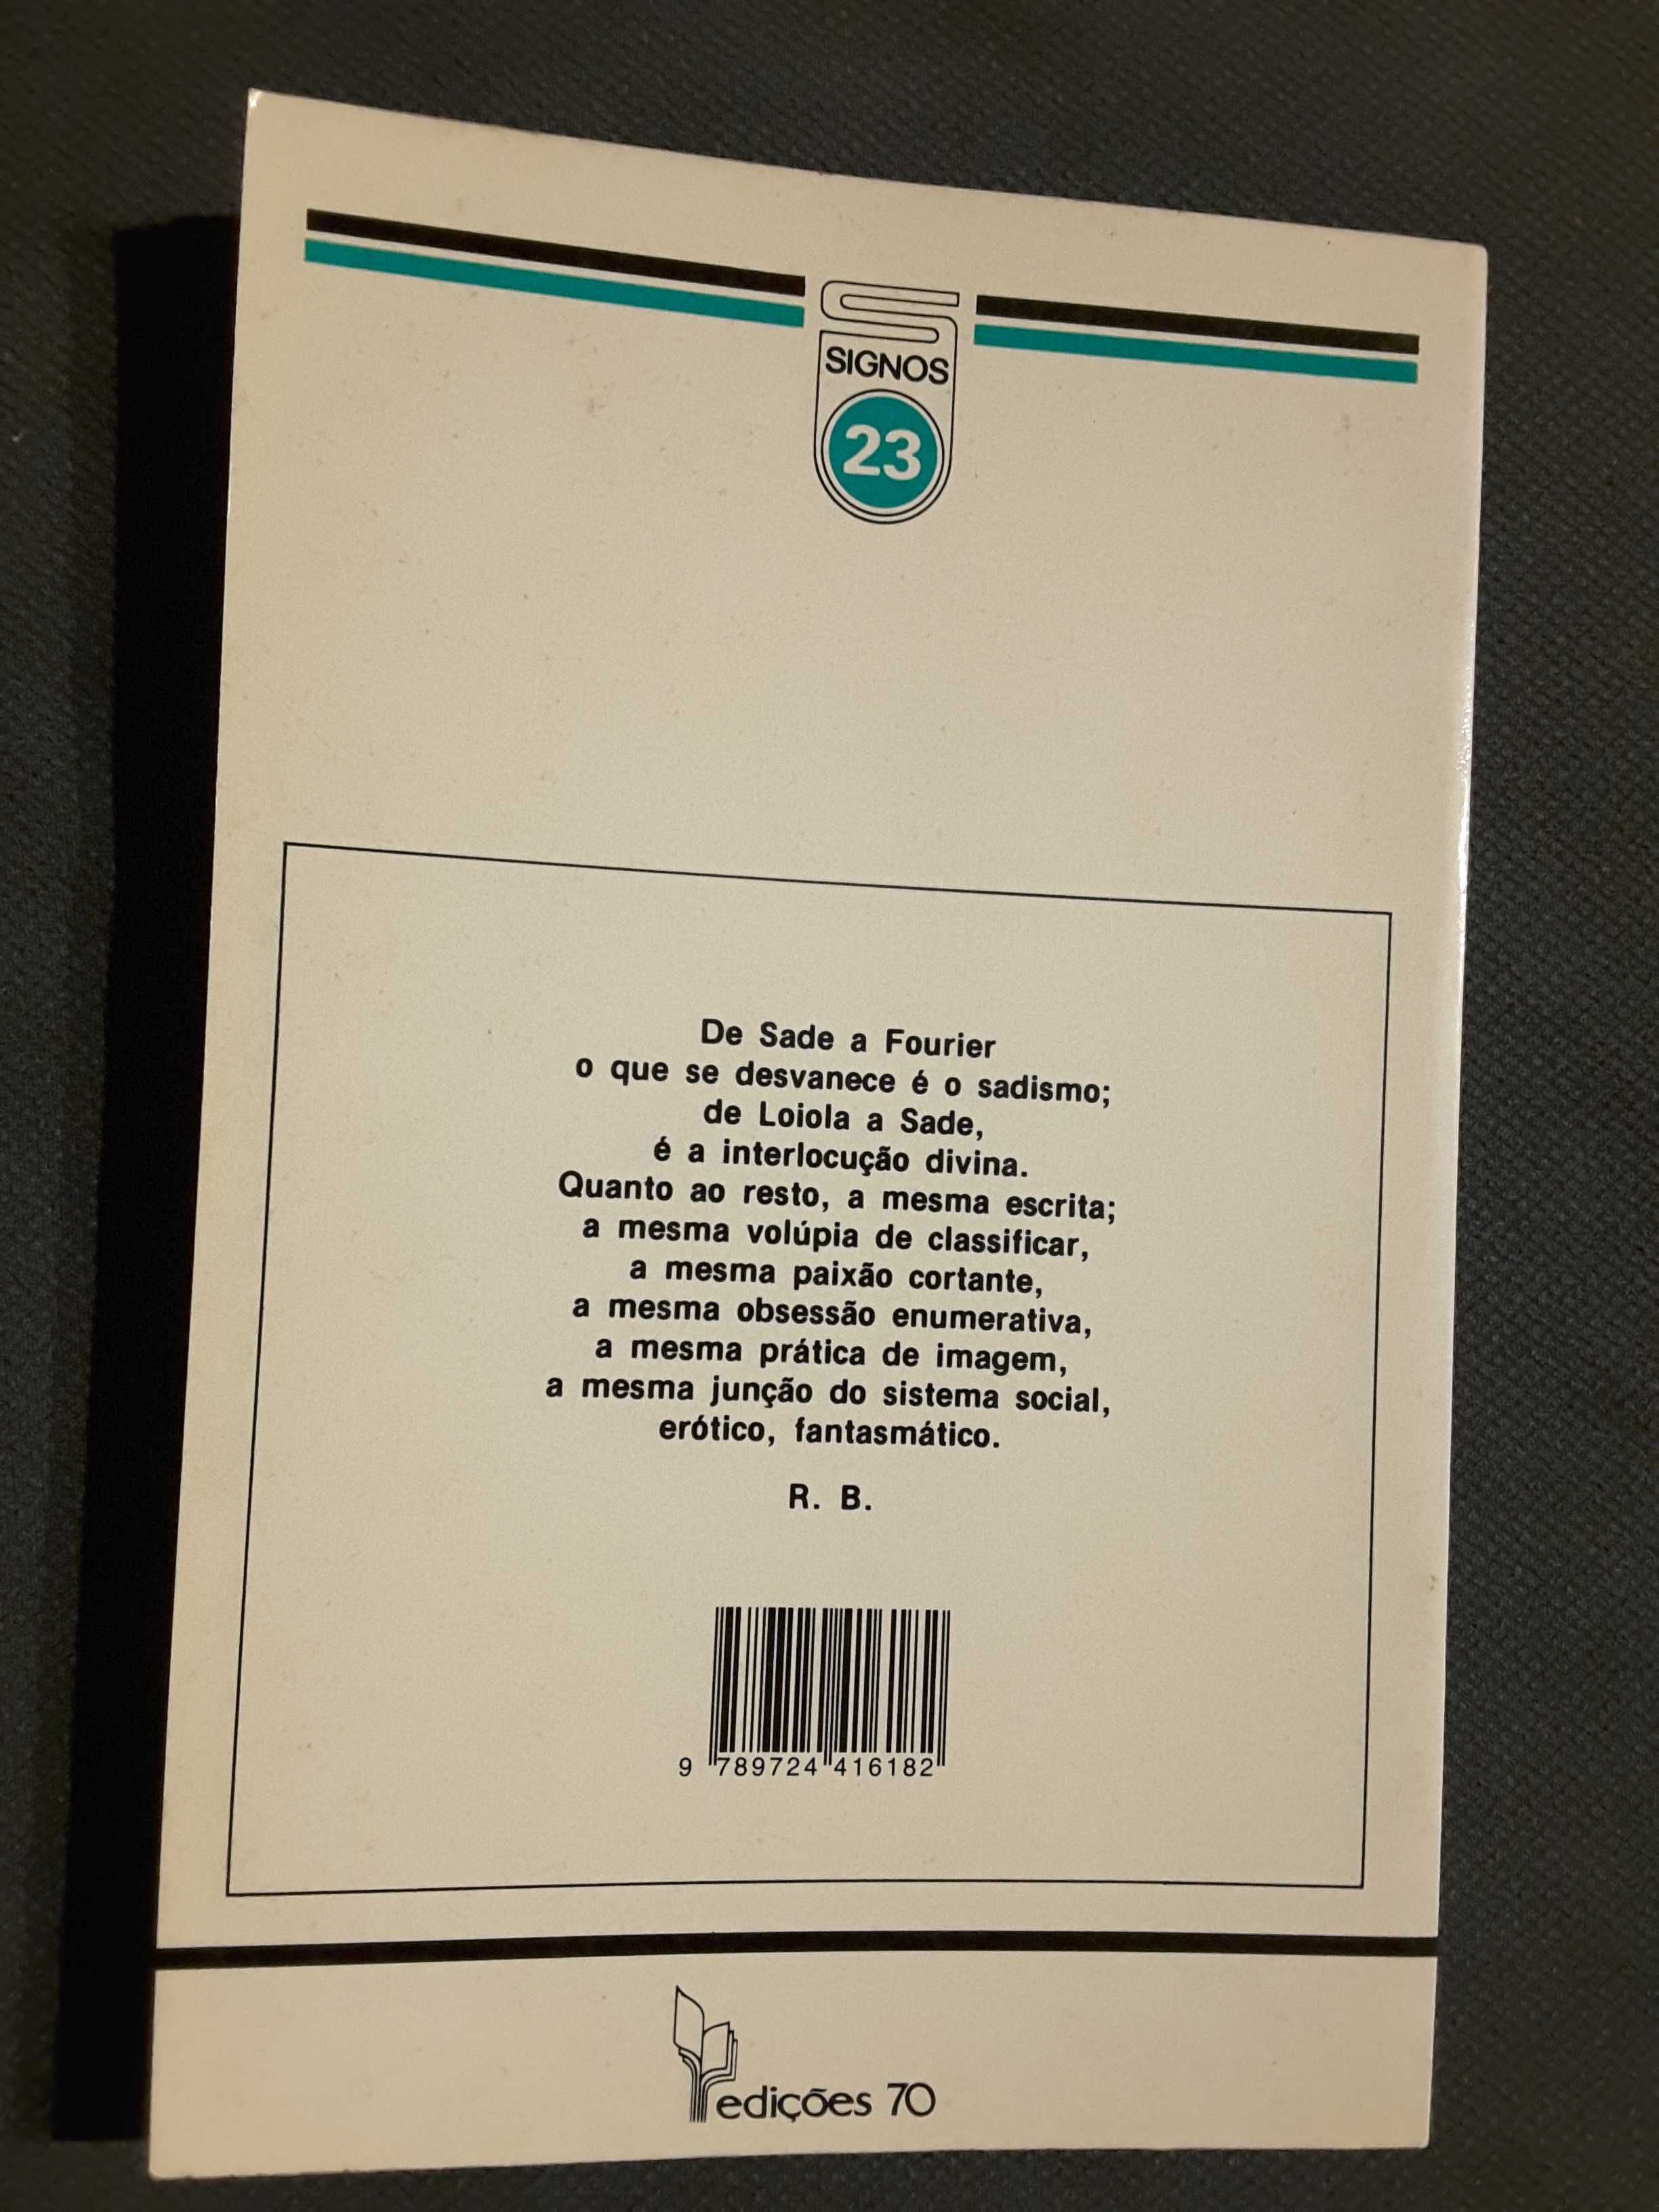 SIGNOS
23
De Sade a Fourier
o que se desvanece é o sadismo;
de Loiola a Sade,
é a interlocução divina.
Quanto ao resto, a mesma escrita;
a mesma volúpia de classificar,
a mesma paixão cortante,
a mesma obsessão enumerativa,
a mesma prática de imagem,
a mesma junção do sistema social,
erótico, fantasmático.
R. B.
9 789724 416182
edições 70